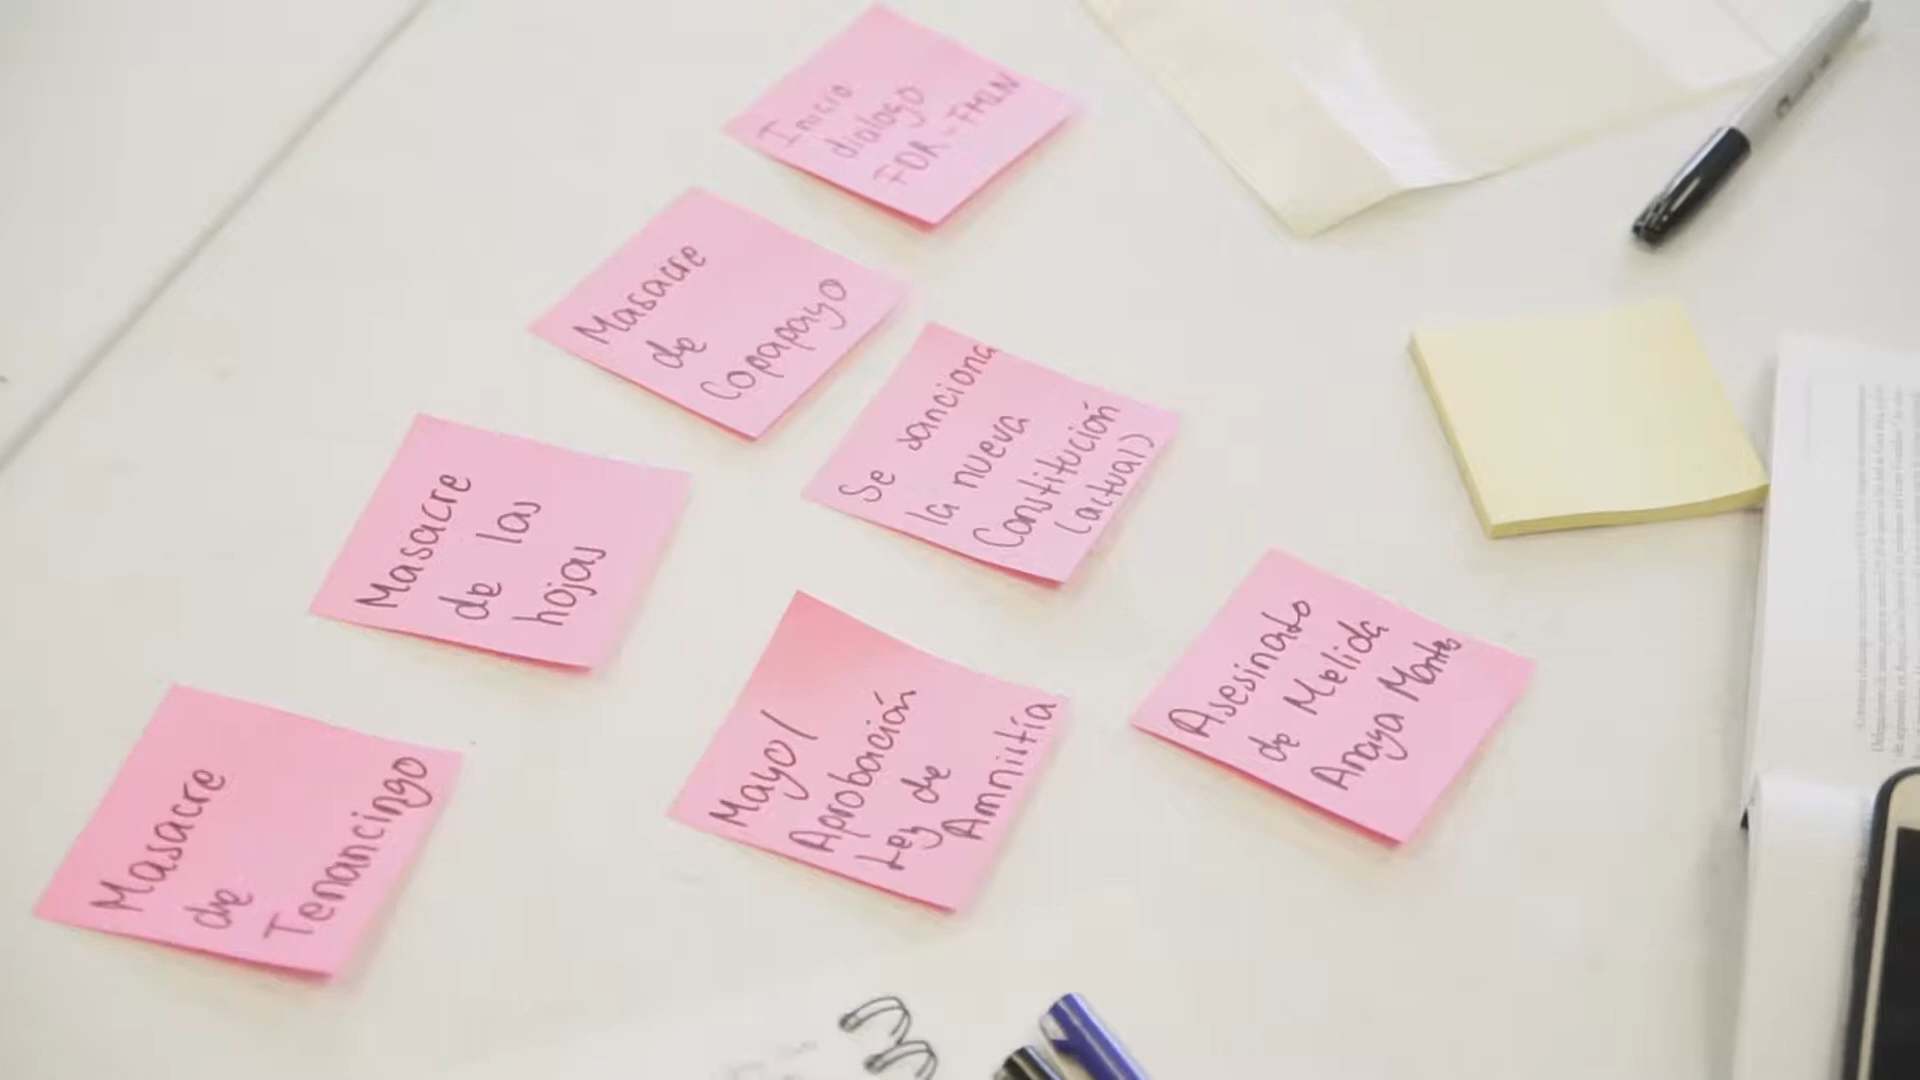 Inicio
dialogo
FDR-FMLN
Masacre
de
Copapayo
Se sanciona
la nueva
Constitución
(actual)
Masacre
de las
hojas
Asesinato
de Melida
Anaya Montes
Mayo/
Aprobación
Ley de
Amnistía
Masacre
de
Tenancingo